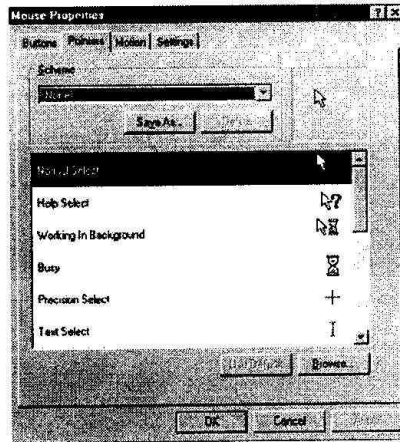 Mouse Properties
Buttons Pointers Motion Settings
Scheme
(None)
Save As...
Normal Select
Help Select
Working In Background
Busy
Precision Select
Text Select
Browse...
OK Cancel